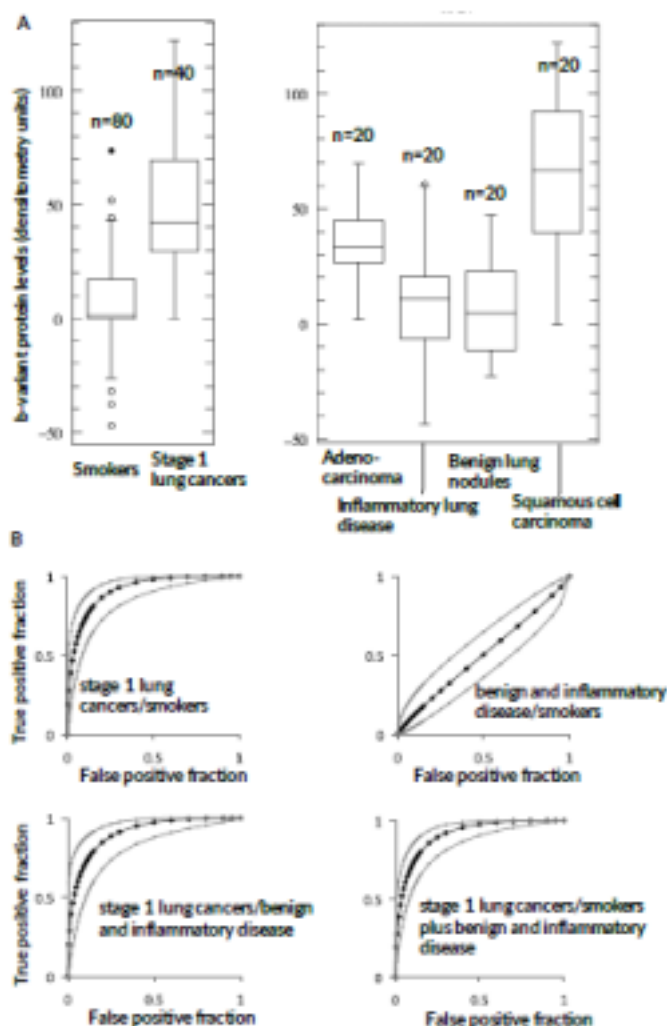 A
b-variant protein levels (densitometry units)
100
50
0
−50
n=80
n=40
Smokers
Stage 1
lung cancers
100
50
0
−50
n=20
n=20
n=20
n=20
Adeno-
carcinoma
Inflammatory lung
disease
Benign lung
nodules
Squamous cell
carcinoma
B
True positive fraction
1
0.5
0
stage 1 lung
cancers/smokers
0
0.5
1
False positive fraction
1
0.5
0
benign and inflammatory
disease/smokers
0
0.5
1
False positive fraction
True positive fraction
1
0.5
0
stage 1 lung cancers/benign
and inflammatory disease
0
0.5
1
False positive fraction
1
0.5
0
stage 1 lung cancers/smokers
plus benign and inflammatory
disease
0
0.5
1
False positive fraction